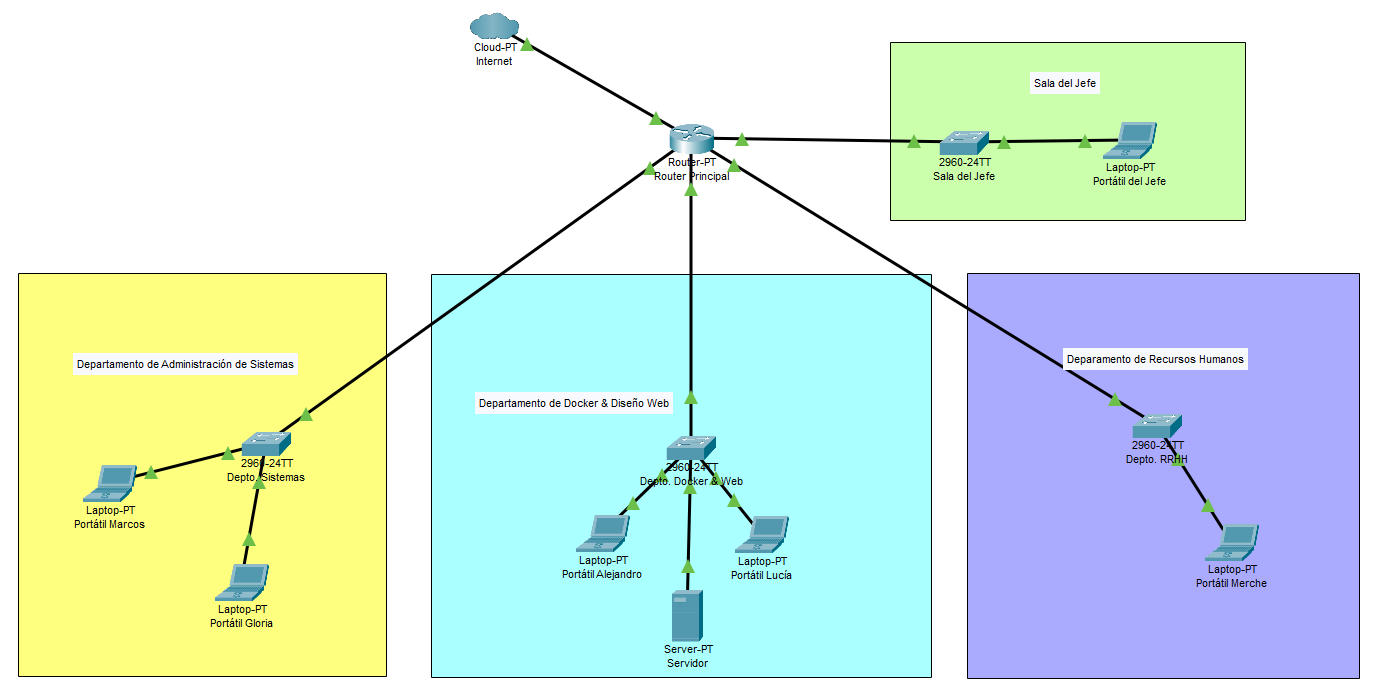 Cloud-PT
Internet
Sala del Jefe
Router-PT
Router Principal
2960-24TT
Sala del Jefe
Laptop-PT
Portátil del Jefe
Departamento de Administración de Sistemas
2960-24TT
Depto. Sistemas
Laptop-PT
Portátil Marcos
Laptop-PT
Portátil Gloria
Departamento de Docker & Diseño Web
2960-24TT
Depto. Docker & Web
Laptop-PT
Portátil Alejandro
Laptop-PT
Portátil Lucía
Server-PT
Servidor
Deparamento de Recursos Humanos
2960-24TT
Depto. RRHH
Laptop-PT
Portátil Merche